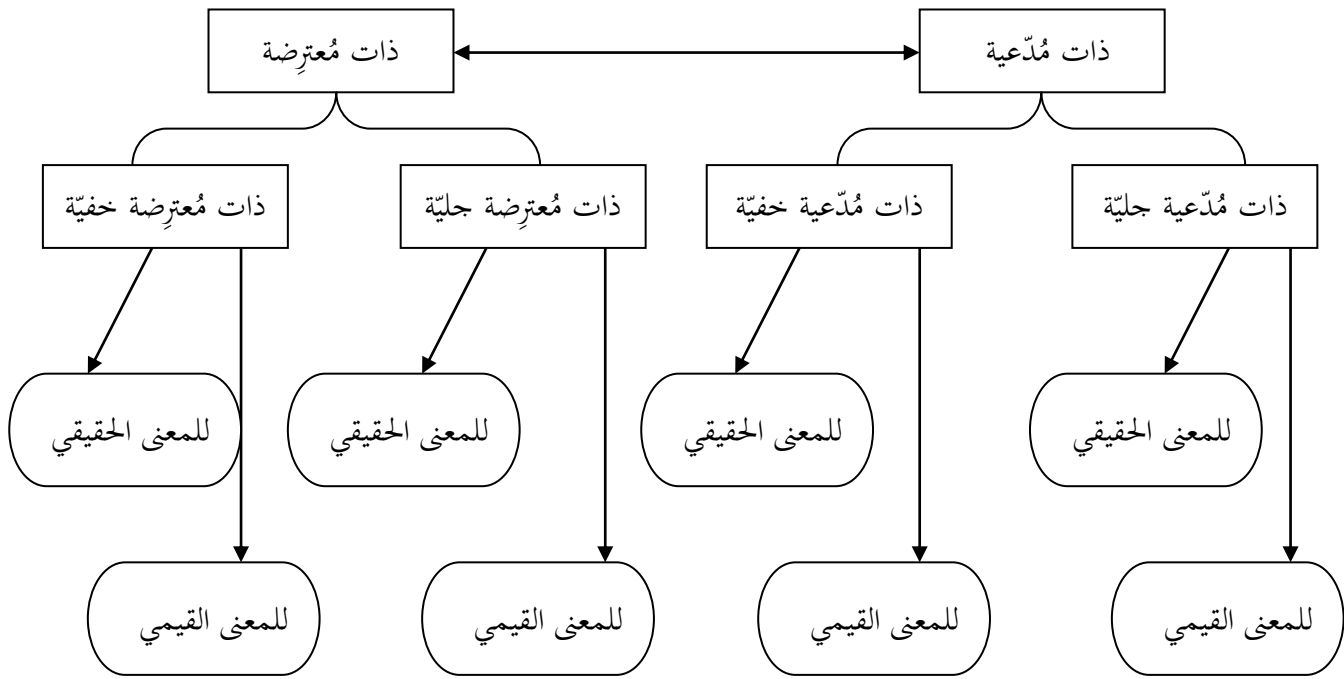 ذات مُدّعية
ذات مُعترِضة
ذات مُدّعية جليّة
ذات مُدّعية خفيّة
ذات مُعترِضة جليّة
ذات مُعترِضة خفيّة
للمعنى الحقيقي
للمعنى الحقيقي
للمعنى الحقيقي
للمعنى الحقيقي
للمعنى القيمي
للمعنى القيمي
للمعنى القيمي
للمعنى القيمي